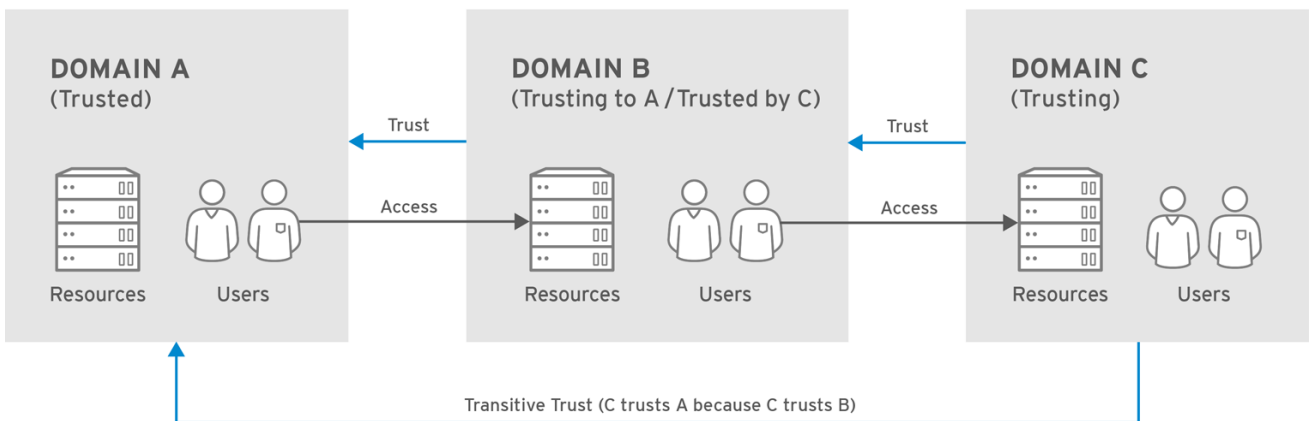 DOMAIN A
(Trusted)
Trust
DOMAIN B
(Trusting to A / Trusted by C)
Trust
DOMAIN C
(Trusting)
Access
Access
Resources
Users
Resources
Users
Resources
Users
Transitive Trust (C trusts A because C trusts B)